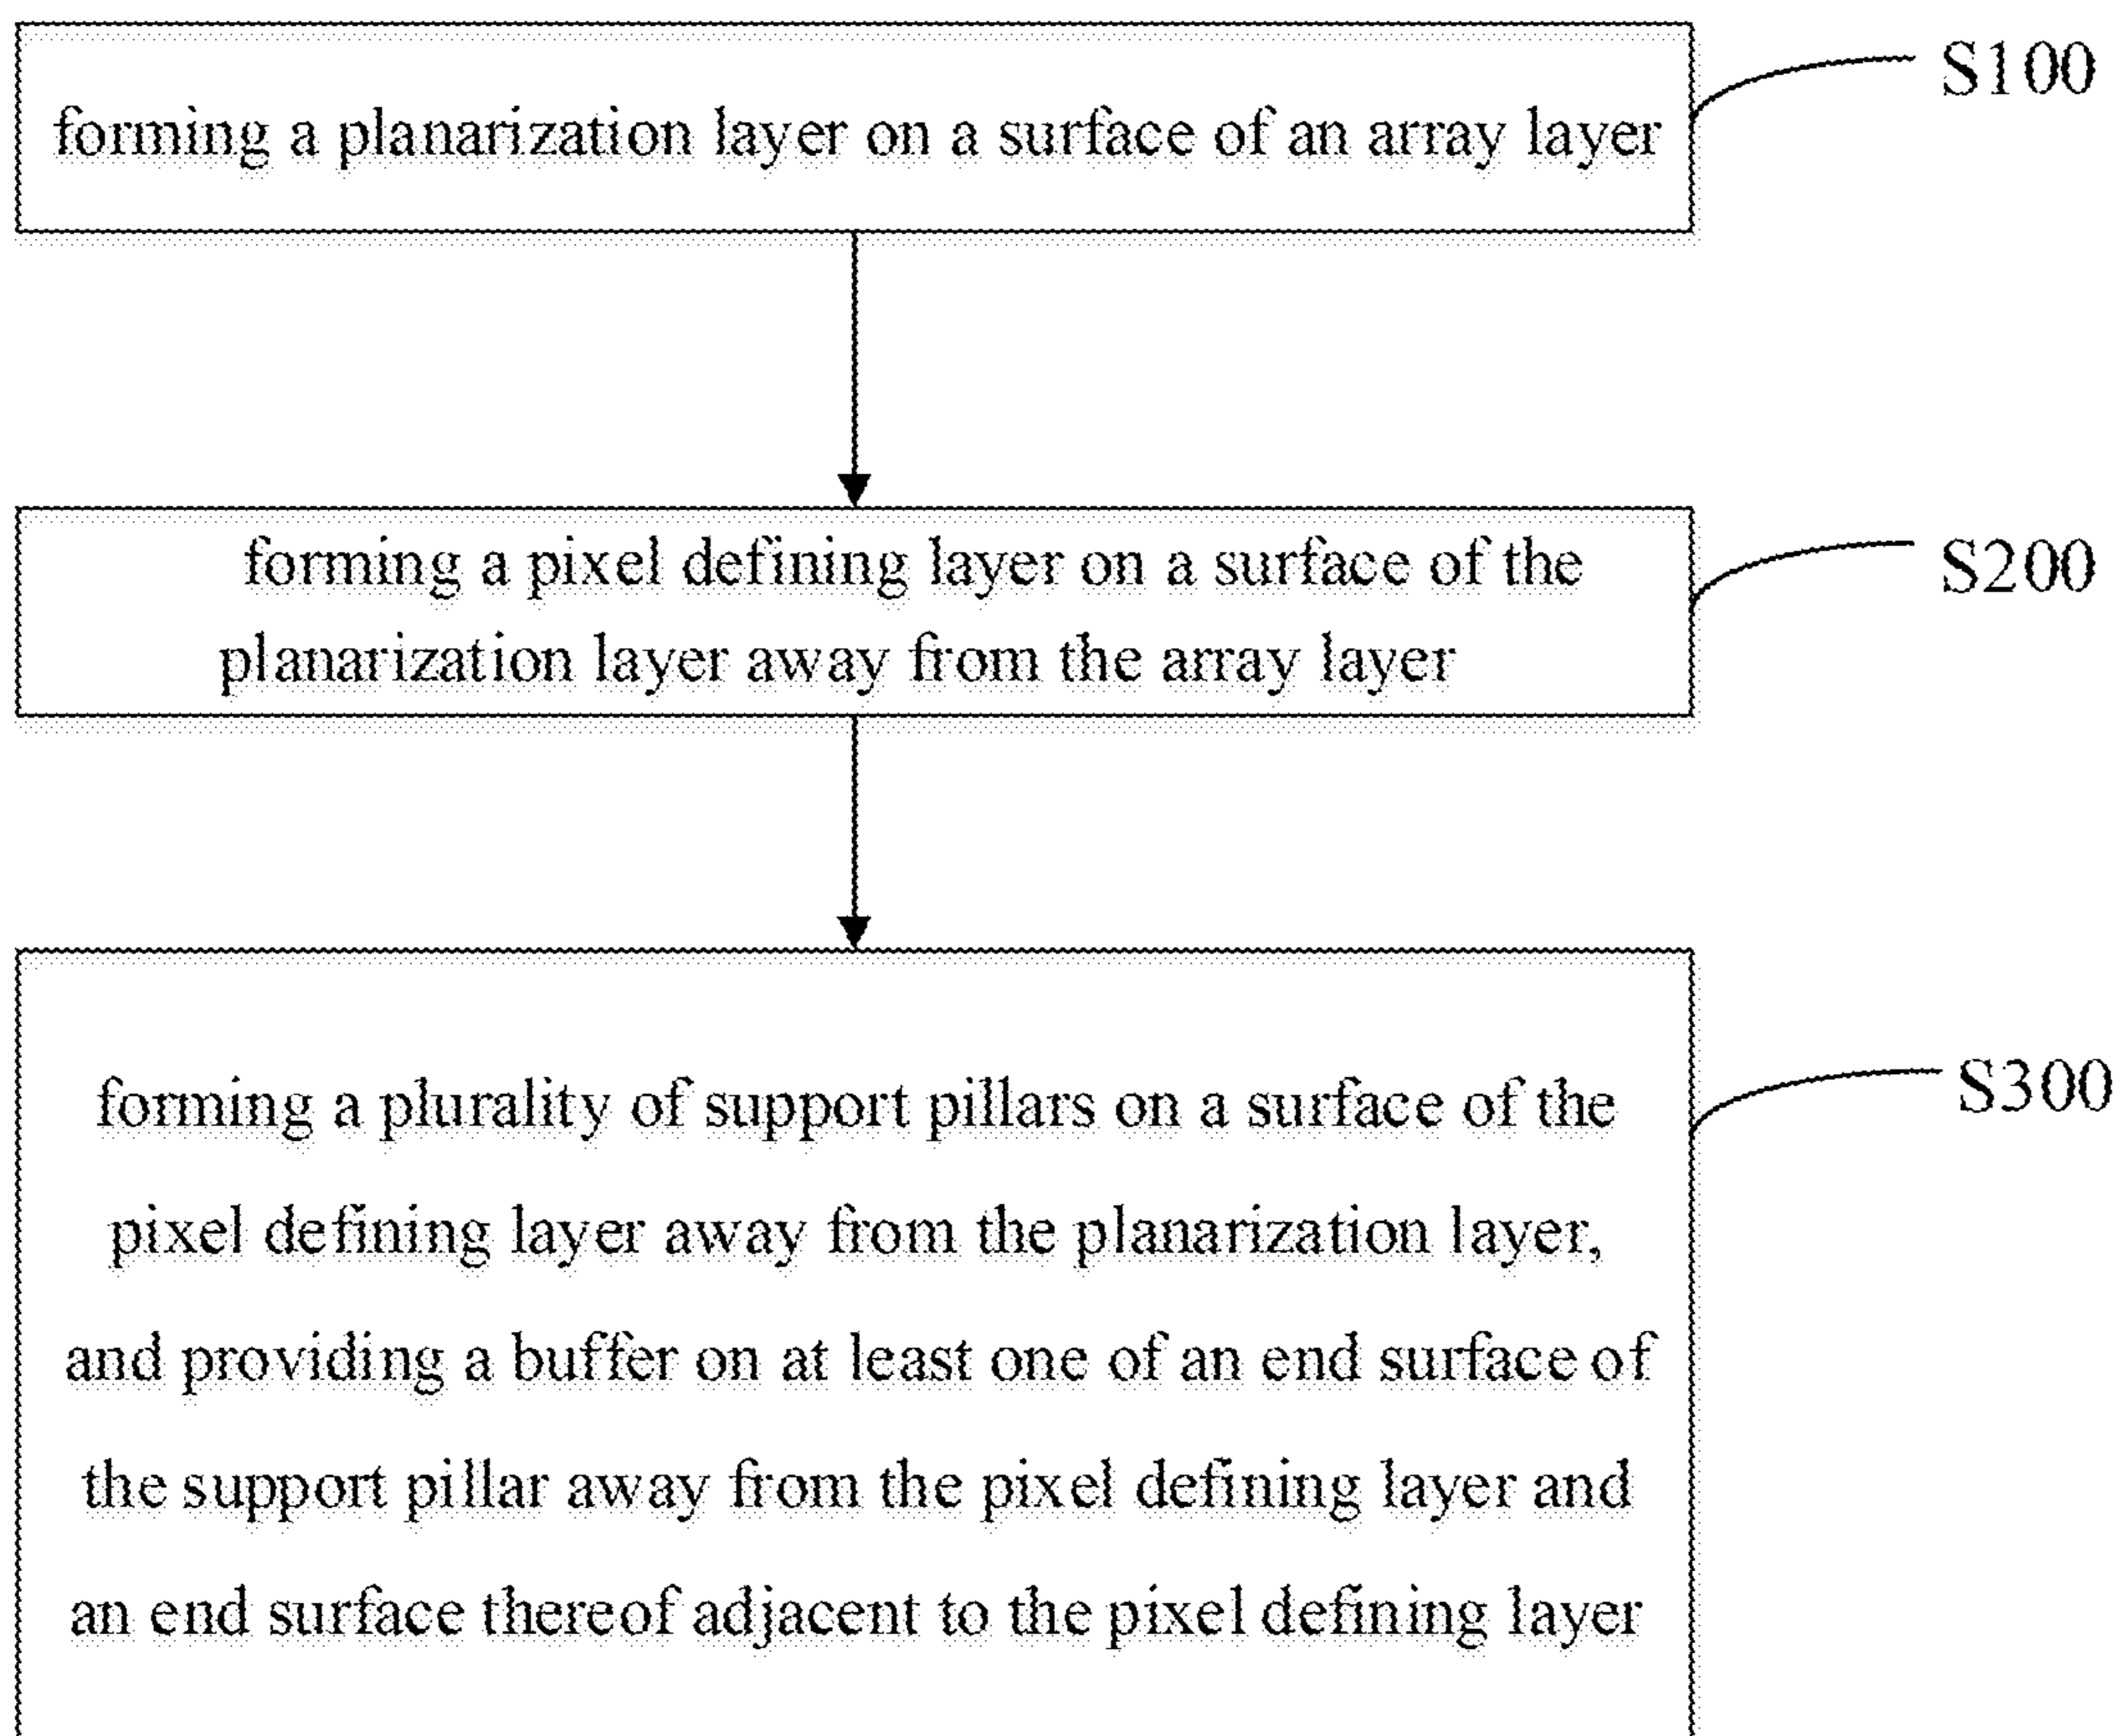 forming a planarization layer on a surface of an array layer
S100
forming a pixel defining layer on a surface of the
planarization layer away from the array layer
S200
forming a plurality of support pillars on a surface of the
pixel defining layer away from the planarization layer,
and providing a buffer on at least one of an end surface of
the support pillar away from the pixel defining layer and
an end surface thereof adjacent to the pixel defining layer
S300